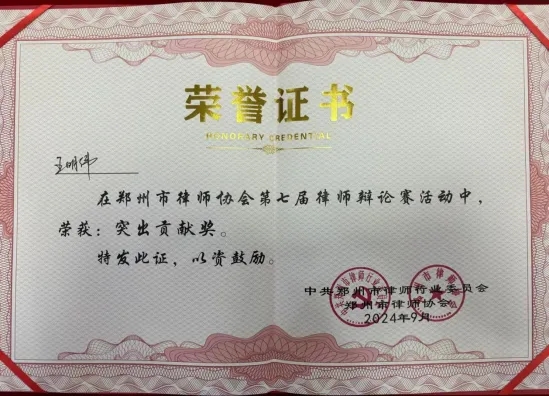 荣誉证书
HONORARY CREDENTIAL
王明伟
在郑州市律师协会第七届律师辩论赛活动中，
荣获：突出贡献奖。
特发此证，以资鼓励。
中共郑州市律师行业委员会
郑州市律师协会
2024年9月